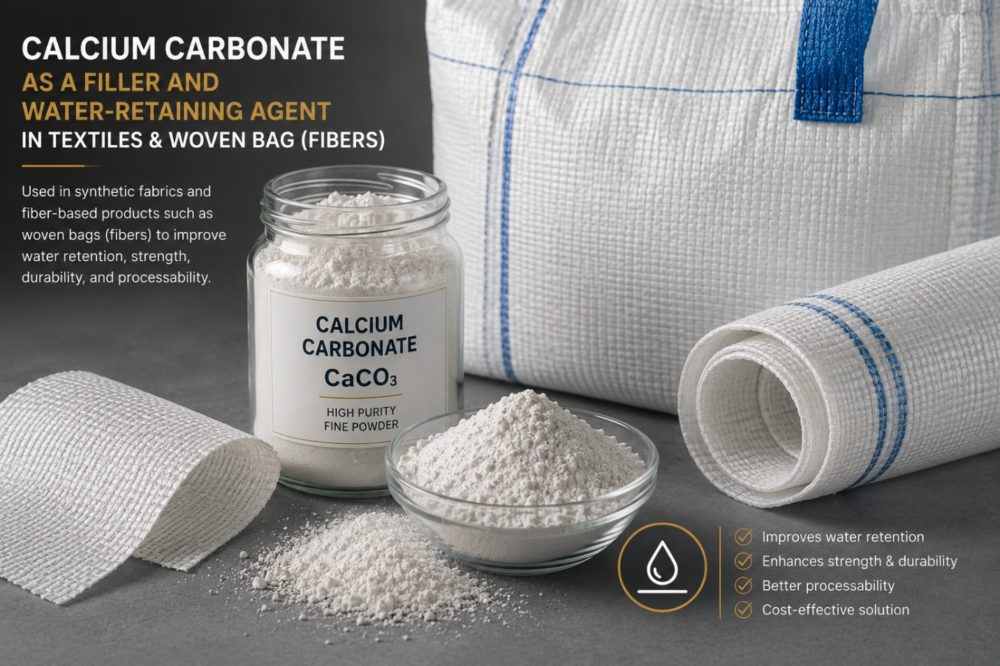 CALCIUM CARBONATE
AS A FILLER AND
WATER-RETAINING AGENT
IN TEXTILES & WOVEN BAG (FIBERS)
Used in synthetic fabrics and
fiber-based products such as
woven bags (fibers) to improve
water retention, strength,
durability, and processability.
CALCIUM
CARBONATE
CaCO₃
HIGH PURITY
FINE POWDER
Improves water retention
Enhances strength & durability
Better processability
Cost-effective solution